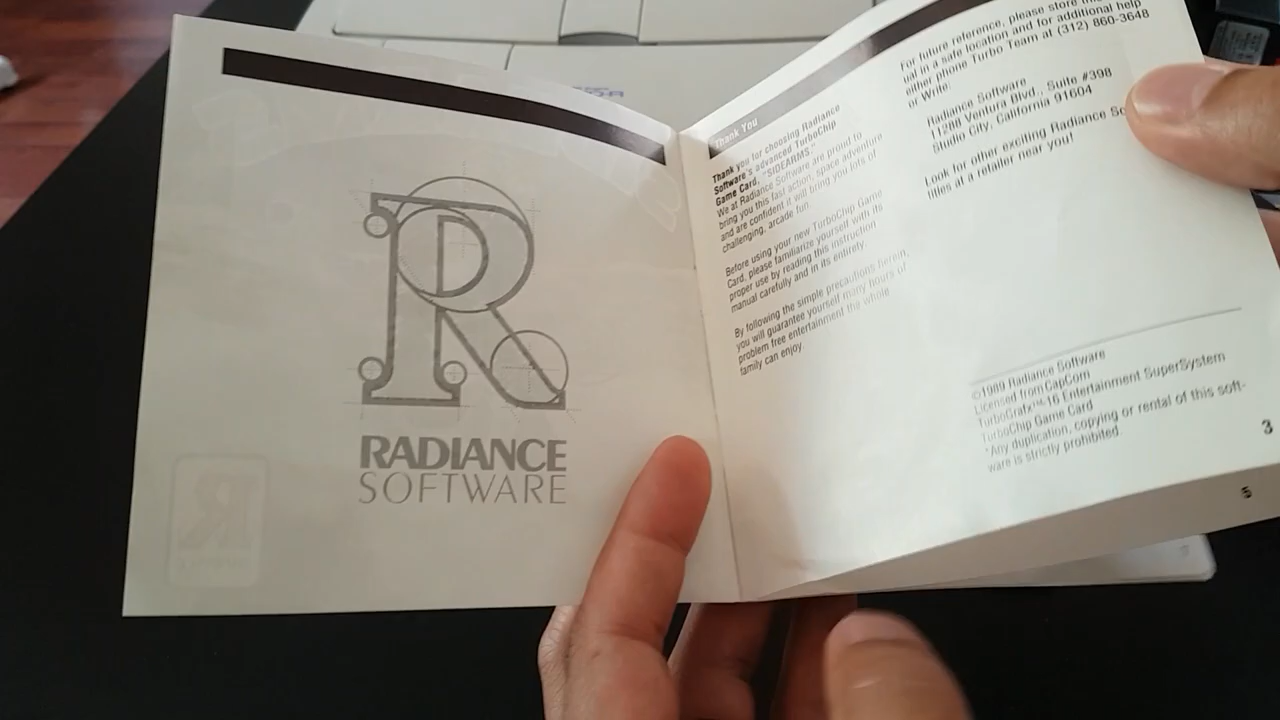 RADIANCE
SOFTWARE
Thank You
Thank you for choosing Radiance
Software's advanced TurboChip
Game Card, "SIDEARMS."
We at Radiance Software are proud to
bring you this fast action, space adventure
and are confident it will bring you lots of
challenging, arcade fun.
Before using your new TurboChip Game
Card, please familiarize yourself with its
proper use by reading this instruction
manual carefully and in its entirety.
By following the simple precautions herein,
you will guarantee yourself many hours of
problem free entertainment the whole
family can enjoy
For future reference, please store this
ual in a safe location and for additional help
either phone Turbo Team at (312) 860-3648
or Write:
Radiance Software
11288 Ventura Blvd., Suite #398
Studio City, California 91604
Look for other exciting Radiance So
titles at a retailer near you!
©1989 Radiance Software
Licensed from CapCom
TurboGrafx™-16 Entertainment SuperSystem
TurboChip Game Card
*Any duplication, copying or rental of this soft-
ware is strictly prohibited.
3
5